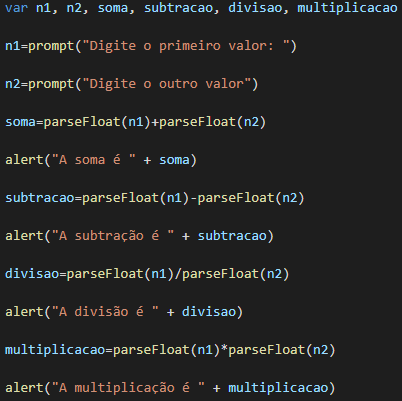 var n1, n2, soma, subtracao, divisao, multiplicacao
n1=prompt("Digite o primeiro valor: ")
n2=prompt("Digite o outro valor")
soma=parseFloat(n1)+parseFloat(n2)
alert("A soma é " + soma)
subtracao=parseFloat(n1)-parseFloat(n2)
alert("A subtração é " + subtracao)
divisao=parseFloat(n1)/parseFloat(n2)
alert("A divisão é " + divisao)
multiplicacao=parseFloat(n1)*parseFloat(n2)
alert("A multiplicação é " + multiplicacao)